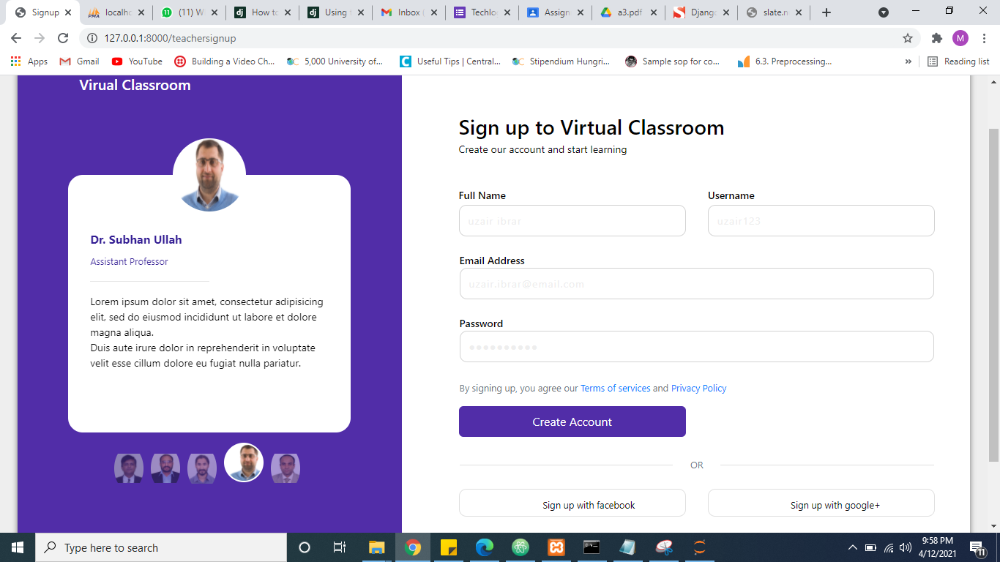 Signup
localho
(11) W
How to
Using t
Inbox (
Techlo
Assign
a3.pdf
Djang
slate.n
127.0.0.1:8000/teachersignup
M
Apps
Gmail
YouTube
Building a Video Ch...
5,000 University of...
Useful Tips | Central...
Stipendium Hungri...
Sample sop for co...
6.3. Preprocessing...
»
Reading list
Virual Classroom
Dr. Subhan Ullah
Assistant Professor
Lorem ipsum dolor sit amet, consectetur adipisicing
elit, sed do eiusmod incididunt ut labore et dolore
magna aliqua.
Duis aute irure dolor in reprehenderit in voluptate
velit esse cillum dolore eu fugiat nulla pariatur.
Sign up to Virtual Classroom
Create our account and start learning
Full Name
Username
uzair ibrar
uzair123
Email Address
uzair.ibrar@email.com
Password
By signing up, you agree our Terms of services and Privacy Policy
Create Account
OR
Sign up with facebook
Sign up with google+
Type here to search
9:58 PM
4/12/2021
11